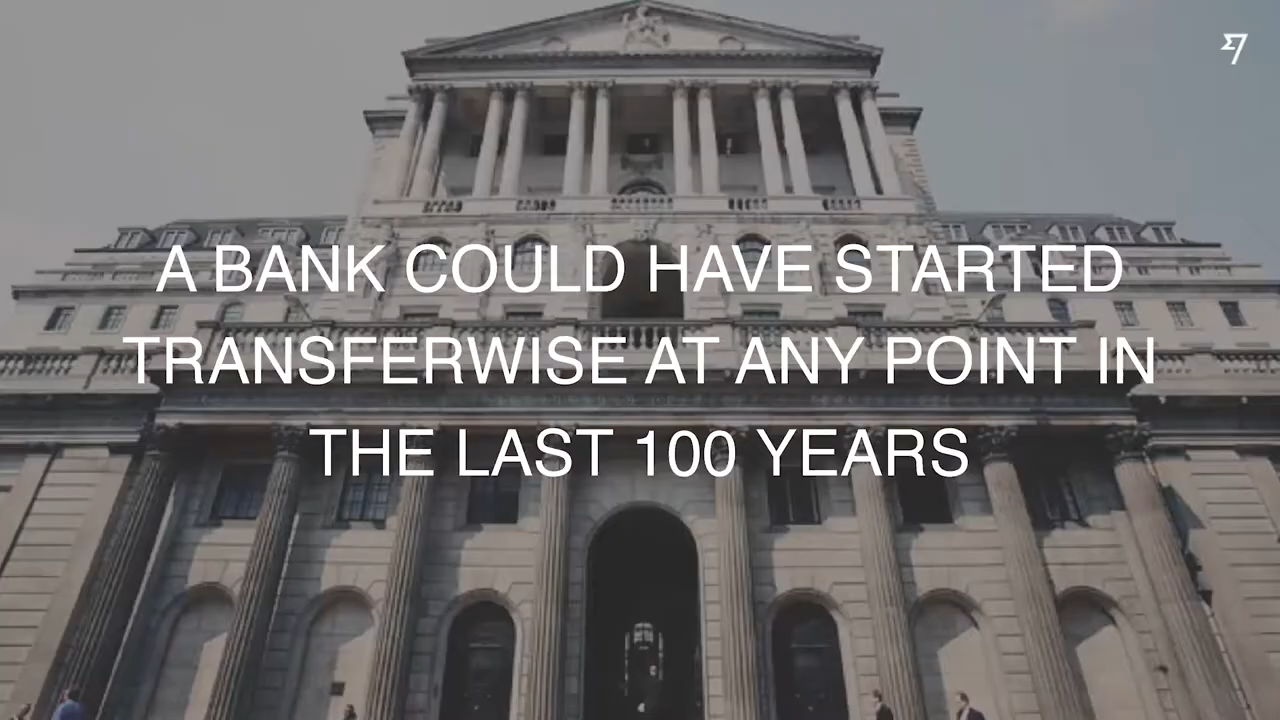 A BANK COULD HAVE STARTED
TRANSFERWISE AT ANY POINT IN
THE LAST 100 YEARS